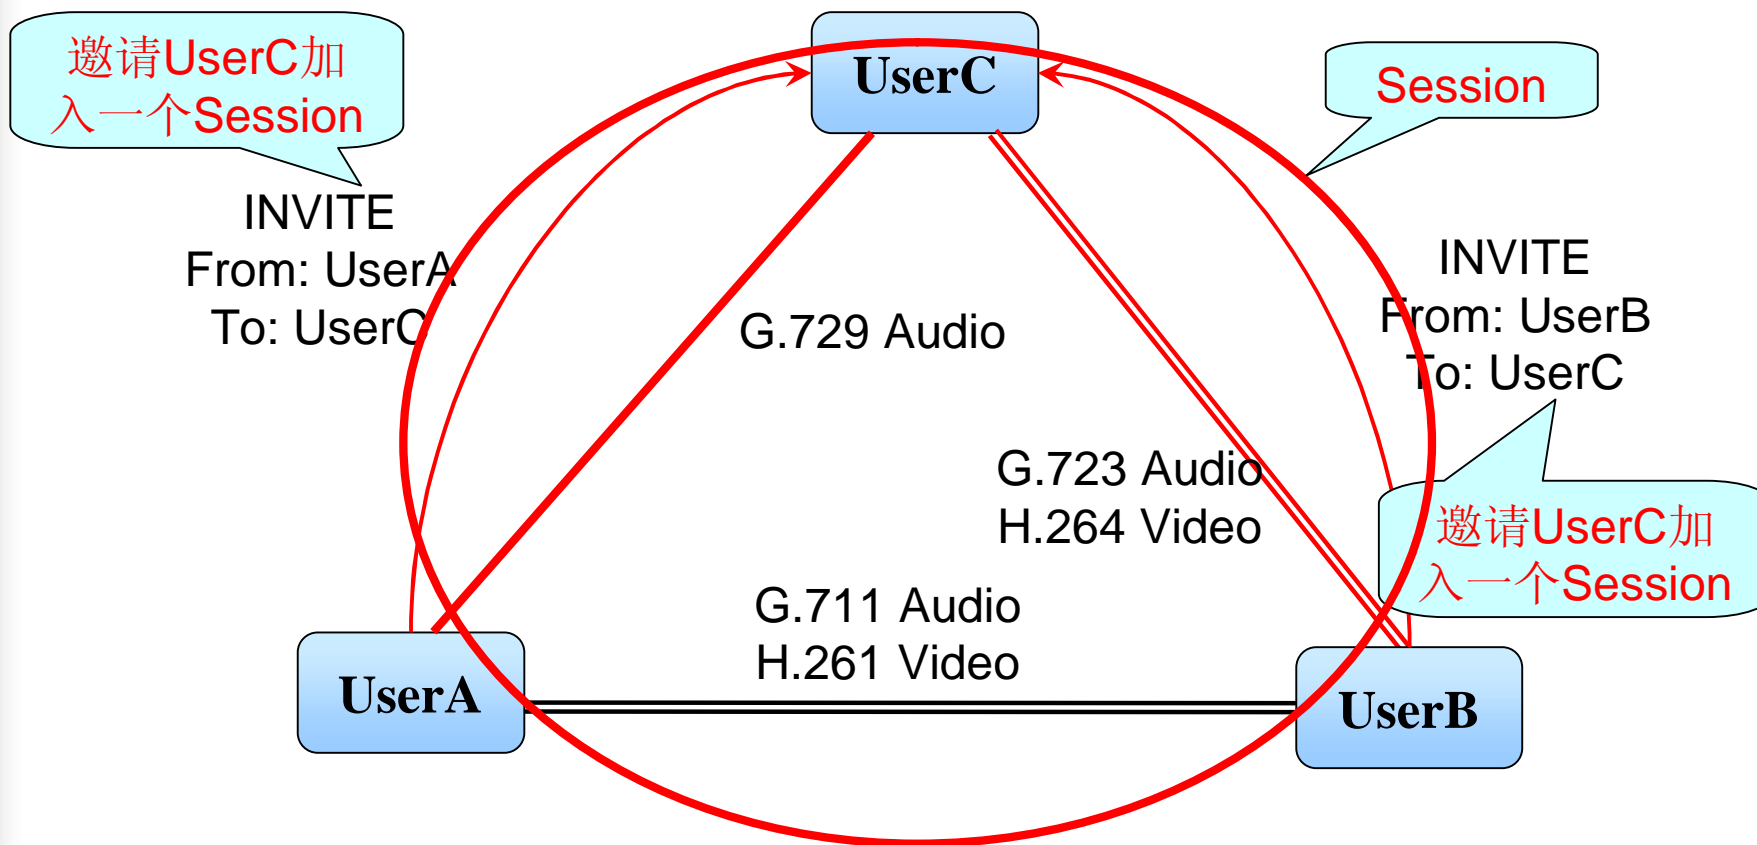 邀请UserC加
入一个Session
UserC
Session
INVITE
From: UserA
To: UserC
INVITE
From: UserB
To: UserC
G.729 Audio
G.723 Audio
H.264 Video
邀请UserC加
入一个Session
G.711 Audio
H.261 Video
UserA
UserB